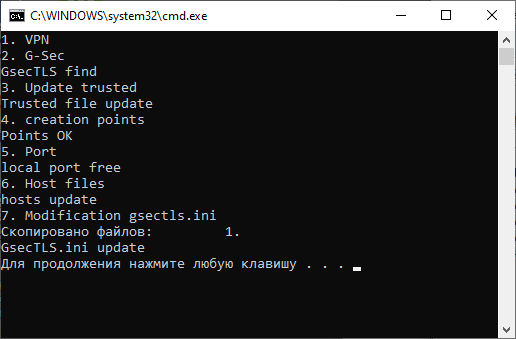 C:\WINDOWS\system32\cmd.exe
1. VPN
2. G-Sec
GsecTLS find
3. Update trusted
Trusted file update
4. creation points
Points OK
5. Port
local port free
6. Host files
hosts update
7. Modification gsectls.ini
Скопировано файлов:         1.
GsecTLS.ini update
Для продолжения нажмите любую клавишу . . .